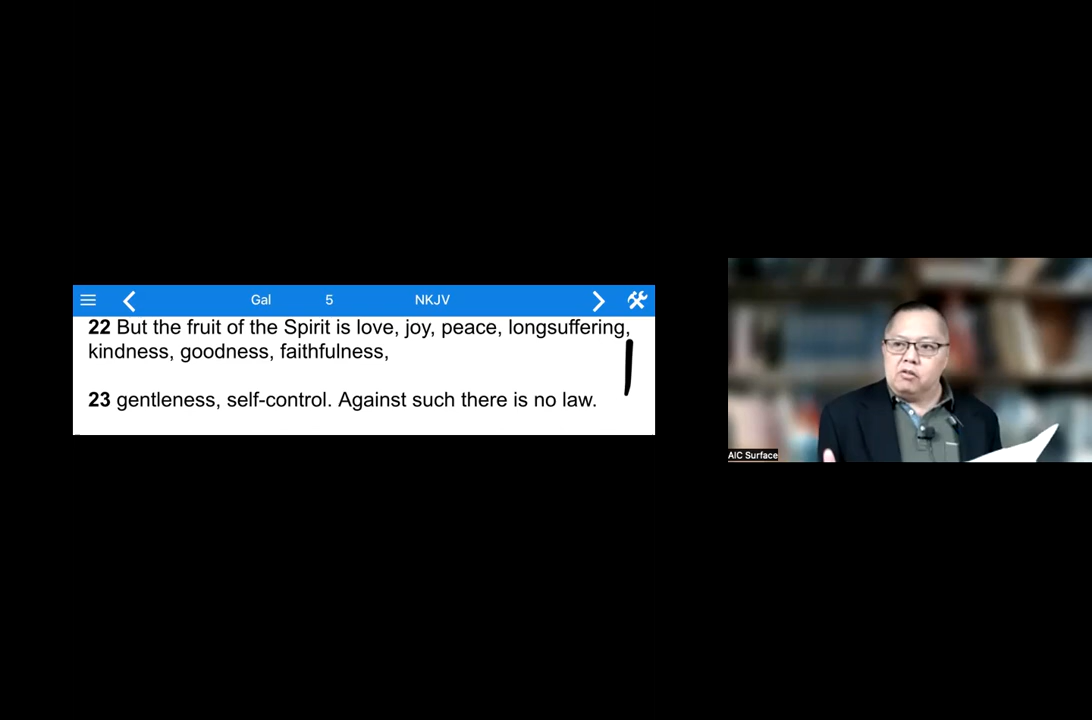 Gal 5 NKJV
22 But the fruit of the Spirit is love, joy, peace, longsuffering,
kindness, goodness, faithfulness,
23 gentleness, self-control. Against such there is no law.
AIC Surface